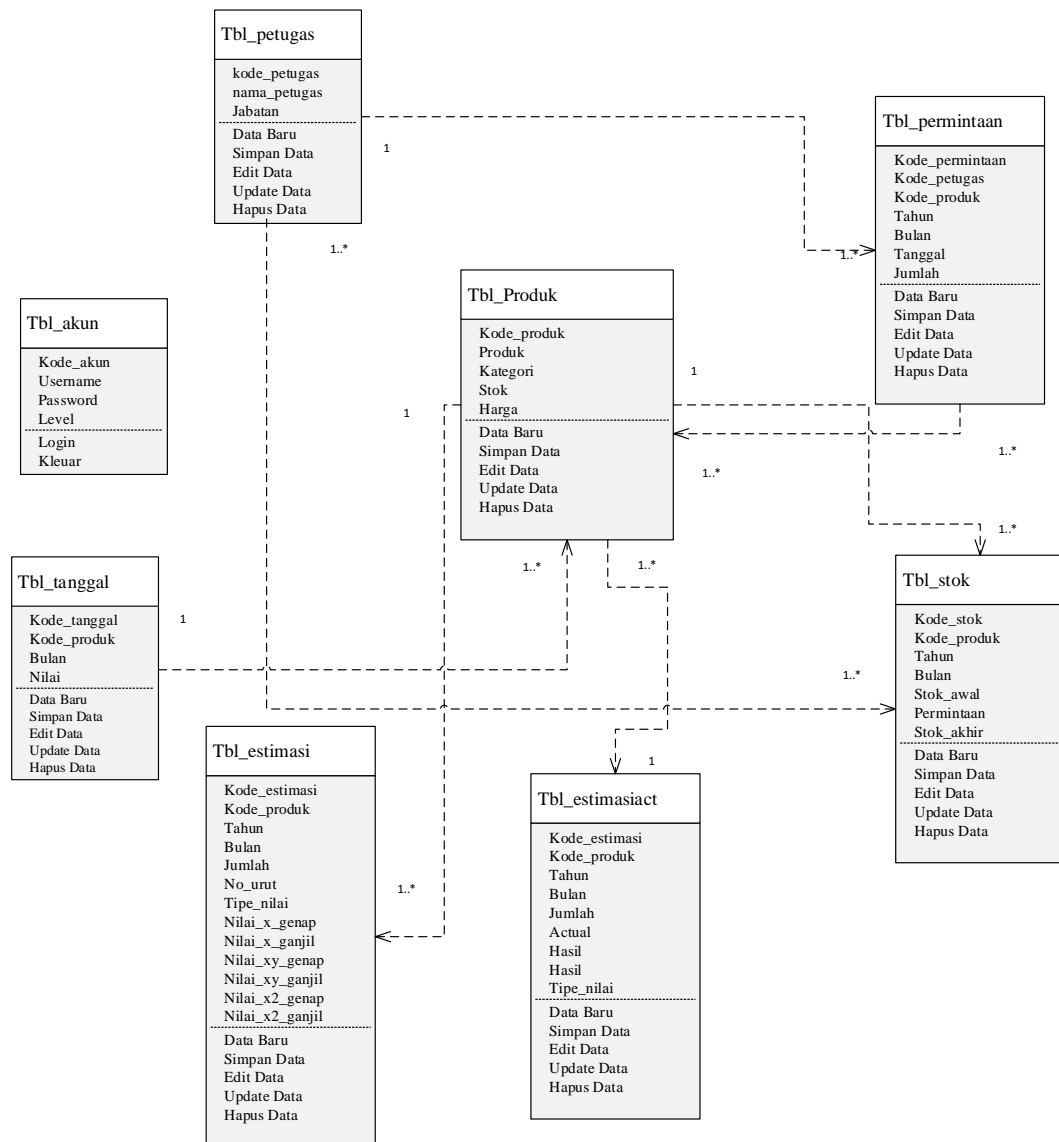 Tbl_petugas
kode_petugas
nama_petugas
Jabatan
Data Baru
Simpan Data
Edit Data
Update Data
Hapus Data
1
1..*
Tbl_permintaan
Kode_permintaan
Kode_petugas
Kode_produk
Tahun
Bulan
Tanggal
Jumlah
Data Baru
Simpan Data
Edit Data
Update Data
Hapus Data
1..*
1..*
Tbl_Produk
Kode_produk
Produk
Kategori
Stok
Harga
Data Baru
Simpan Data
Edit Data
Update Data
Hapus Data
1
1
1..*
1..*
1..*
Tbl_akun
Kode_akun
Username
Password
Level
Login
Kleuar
Tbl_tanggal
Kode_tanggal
Kode_produk
Bulan
Nilai
Data Baru
Simpan Data
Edit Data
Update Data
Hapus Data
1
Tbl_stok
Kode_stok
Kode_produk
Tahun
Bulan
Stok_awal
Permintaan
Stok_akhir
Data Baru
Simpan Data
Edit Data
Update Data
Hapus Data
1..*
1..*
Tbl_estimasi
Kode_estimasi
Kode_produk
Tahun
Bulan
Jumlah
No_urut
Tipe_nilai
Nilai_x_genap
Nilai_x_ganjil
Nilai_xy_genap
Nilai_xy_ganjil
Nilai_x2_genap
Nilai_x2_ganjil
Data Baru
Simpan Data
Edit Data
Update Data
Hapus Data
1..*
Tbl_estimasiact
Kode_estimasi
Kode_produk
Tahun
Bulan
Jumlah
Actual
Hasil
Hasil
Tipe_nilai
Data Baru
Simpan Data
Edit Data
Update Data
Hapus Data
1